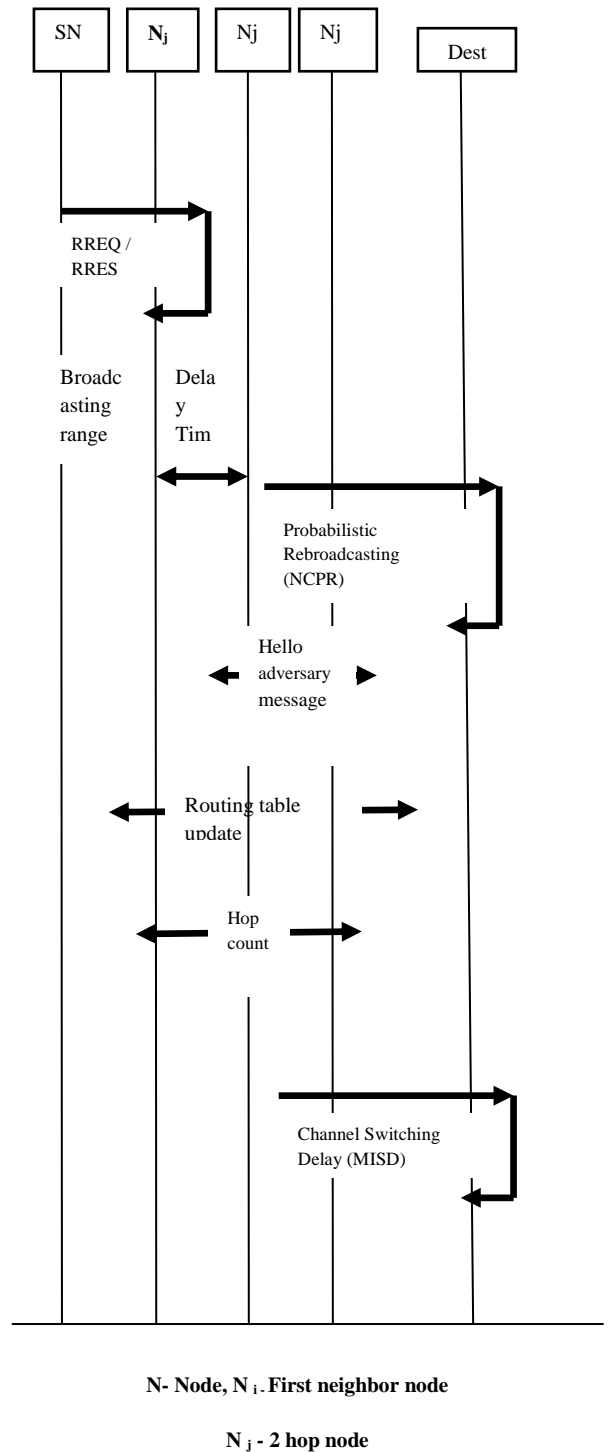 SN
Nj
Nj
Nj
Dest
RREQ /
RRES
Broadc
asting
range
Dela
y
Tim
Probabilistic
Rebroadcasting
(NCPR)
Hello
adversary
message
Routing table
update
Hop
count
Channel Switching
Delay (MISD)
N- Node, N i - First neighbor node
N j - 2 hop node